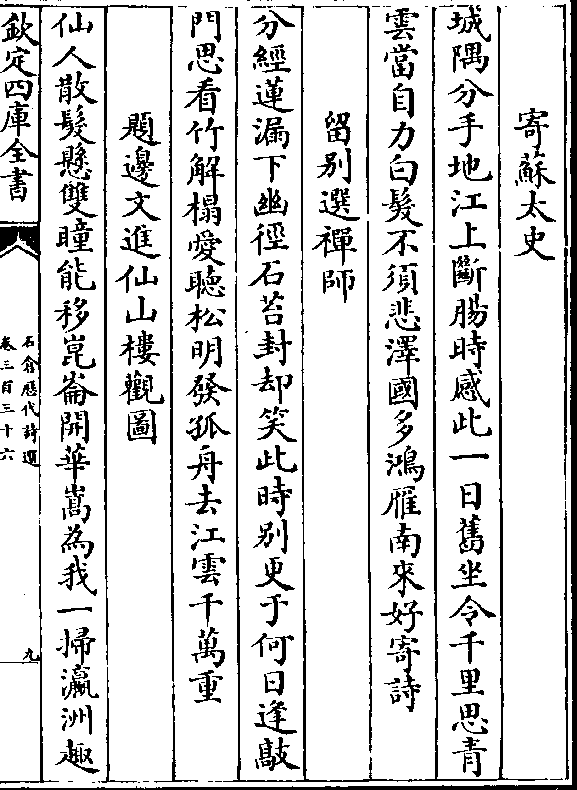 寄蘇太史
城隅分手地江上斷腸時感此一日舊坐令千里思青
雲當自力白髮不須悲澤國多鴻雁南來好寄詩
留别選禪師
分經蓮漏下幽徑石苔封却笑此時别更于何日逢敲
門思看竹解榻愛聽松明發孤舟去江雲千萬重
題邊文進仙山樓觀圖
仙人散髮懸雙瞳能移崑崙開華嵩為我一掃瀛洲趣
欽定四庫全書
石倉歷代詩選
卷三百三十六
九